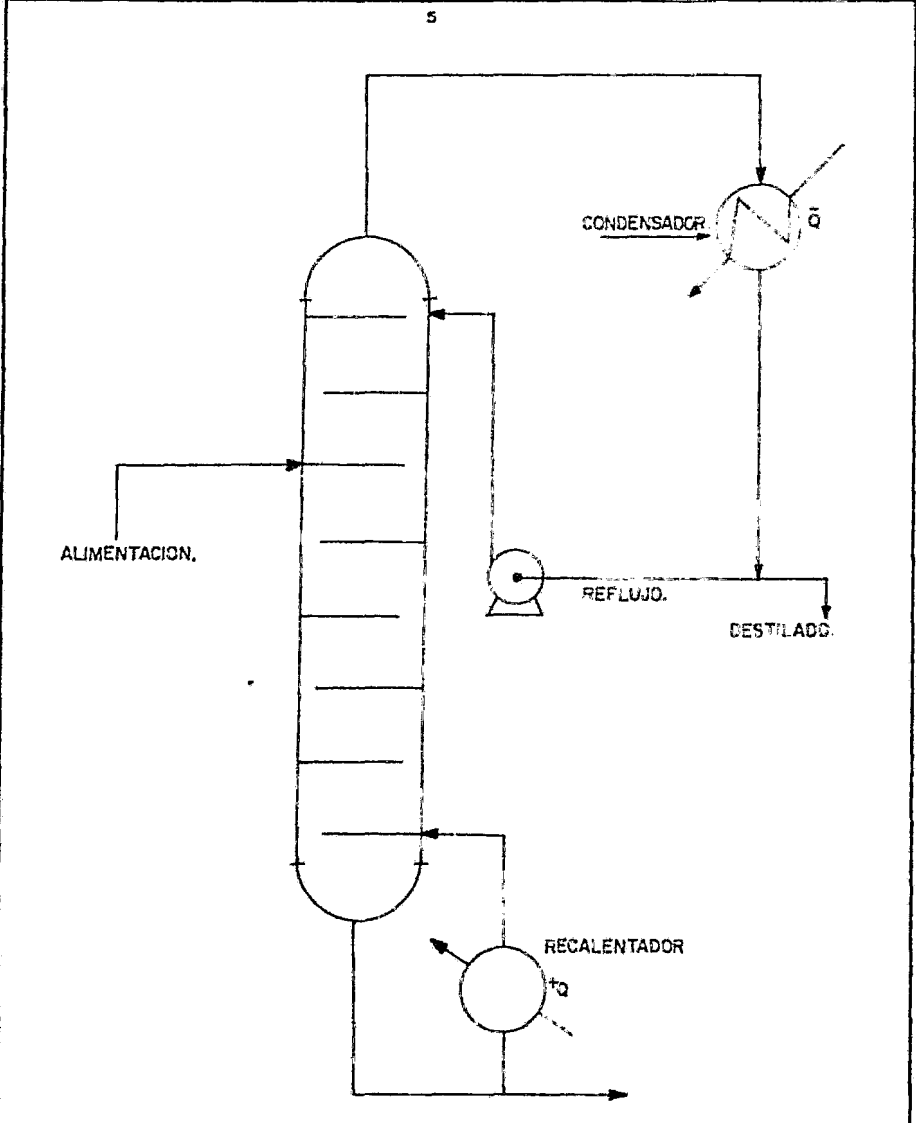 5
CONDENSADOR.
Q̄
ALIMENTACION.
REFLUJO.
DESTILADO.
RECALENTADOR
+Q